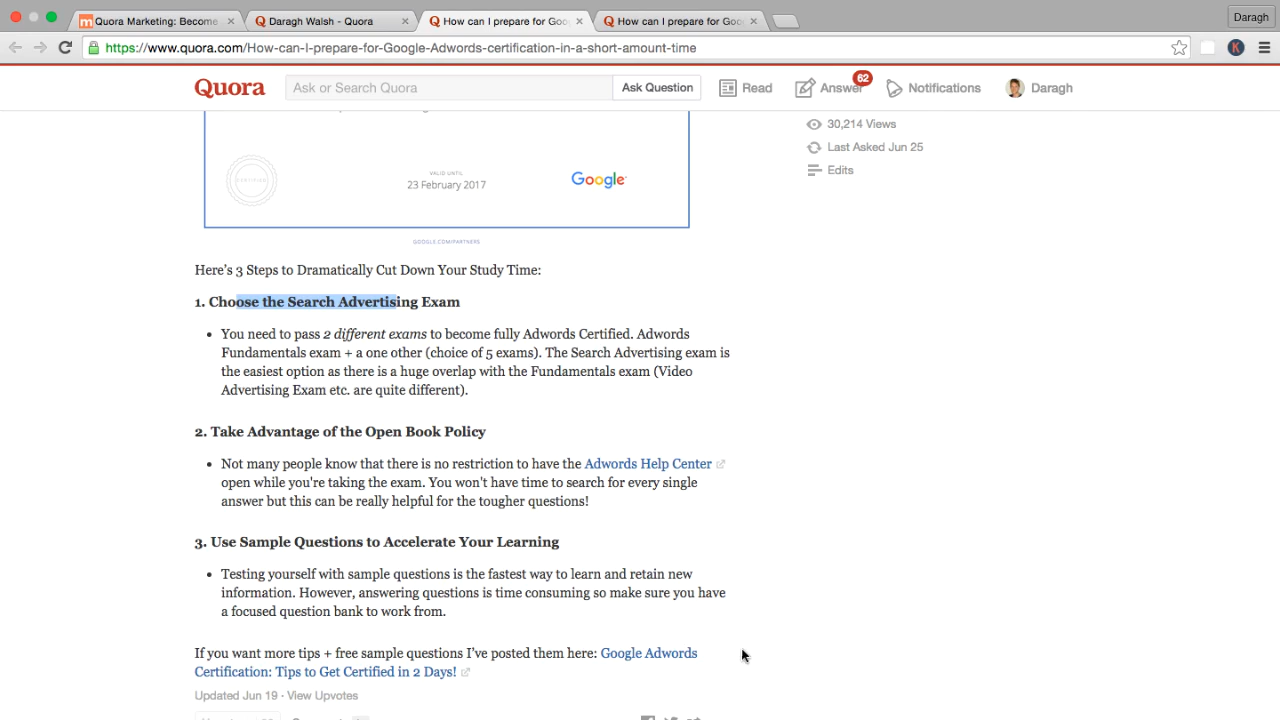 Quora Marketing: Become
Daragh Walsh - Quora
How can I prepare for Goo
How can I prepare for Goo
Daragh
https://www.quora.com/How-can-I-prepare-for-Google-Adwords-certification-in-a-short-amount-time
K
Quora
Ask or Search Quora
Ask Question
Read
Answer
62
Notifications
Daragh
30,214 Views
Last Asked Jun 25
Edits
CERTIFIED
VALID UNTIL
23 February 2017
Google
GOOGLE.COM/PARTNERS
Here's 3 Steps to Dramatically Cut Down Your Study Time:
1. Choose the Search Advertising Exam
• You need to pass 2 different exams to become fully Adwords Certified. Adwords
Fundamentals exam + a one other (choice of 5 exams). The Search Advertising exam is
the easiest option as there is a huge overlap with the Fundamentals exam (Video
Advertising Exam etc. are quite different).
2. Take Advantage of the Open Book Policy
• Not many people know that there is no restriction to have the Adwords Help Center
open while you're taking the exam. You won't have time to search for every single
answer but this can be really helpful for the tougher questions!
3. Use Sample Questions to Accelerate Your Learning
• Testing yourself with sample questions is the fastest way to learn and retain new
information. However, answering questions is time consuming so make sure you have
a focused question bank to work from.
If you want more tips + free sample questions I've posted them here: Google Adwords
Certification: Tips to Get Certified in 2 Days!
Updated Jun 19 · View Upvotes